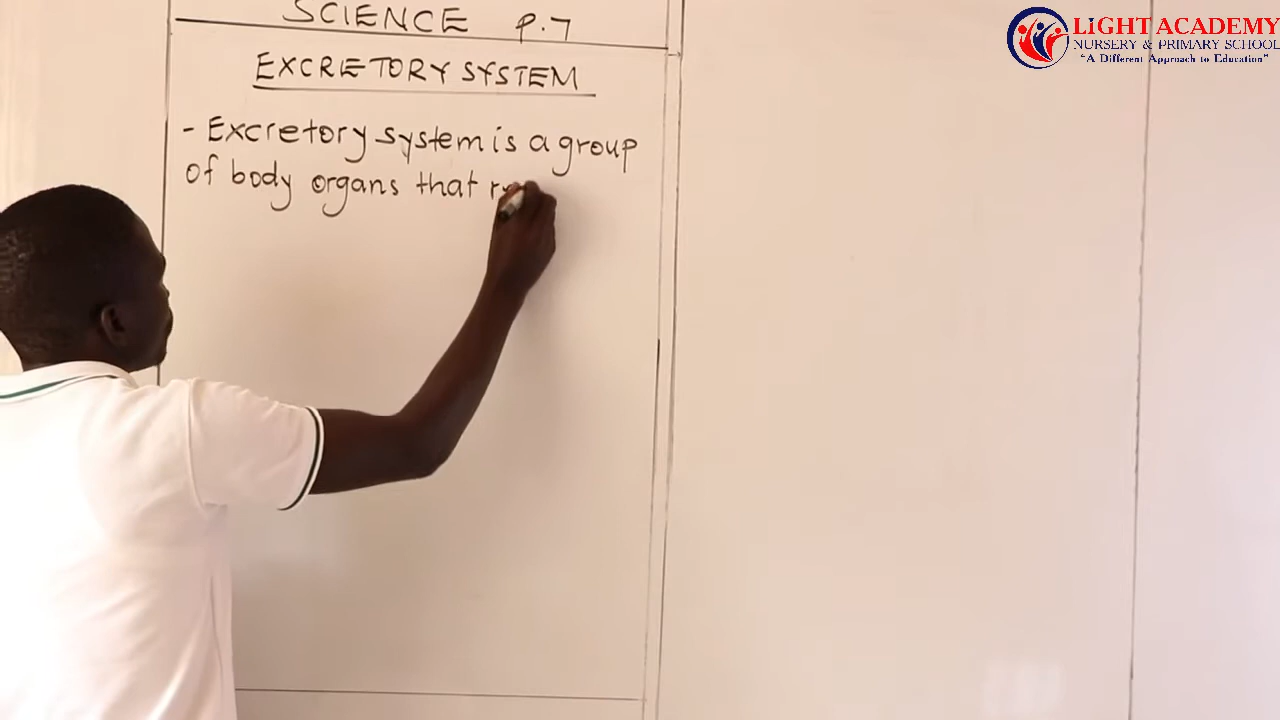 SCIENCE P.7
EXCRETORY SYSTEM
- Excretory system is a group
of body organs that
LIGHT ACADEMY
NURSERY & PRIMARY SCHOOL
"A Different Approach to Education"